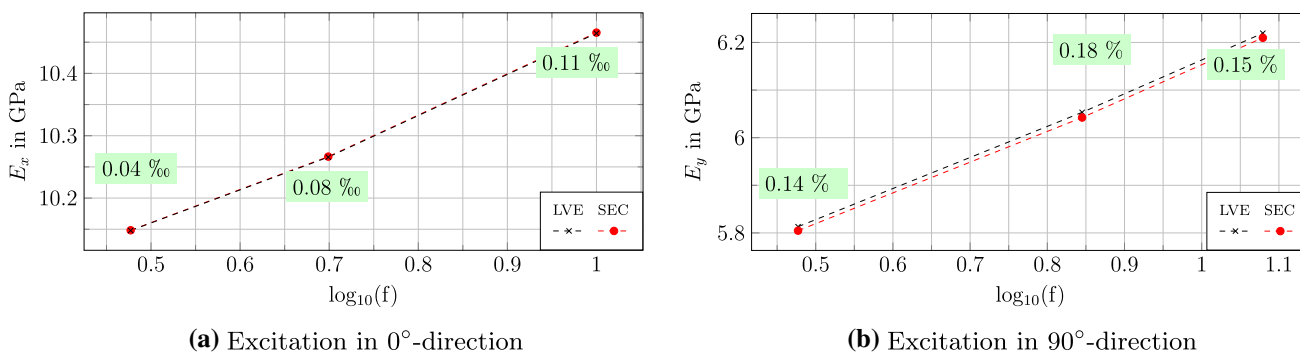 10.4
10.3
10.2
E_x in GPa
0.04 ‰
0.08 ‰
0.11 ‰
LVE SEC
0.5 0.6 0.7 0.8 0.9 1
log₁₀(f)
(a) Excitation in 0°-direction
6.2
6
5.8
E_y in GPa
0.14 %
0.18 %
0.15 %
LVE SEC
0.5 0.6 0.7 0.8 0.9 1 1.1
log₁₀(f)
(b) Excitation in 90°-direction